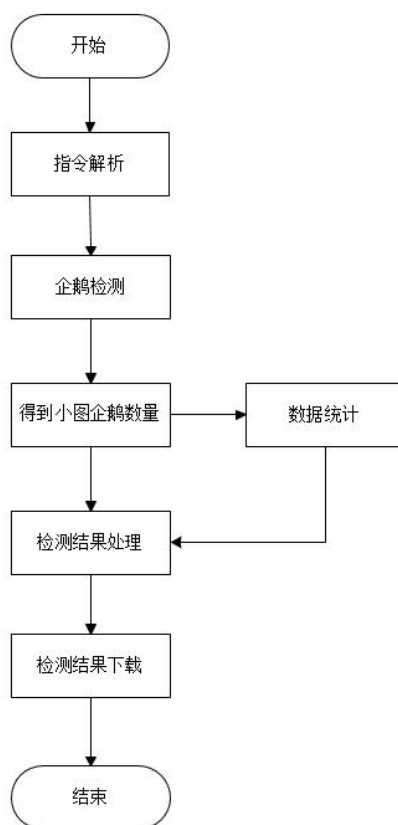 开始
指令解析
企鹅检测
得到小图企鹅数量
数据统计
检测结果处理
检测结果下载
结束